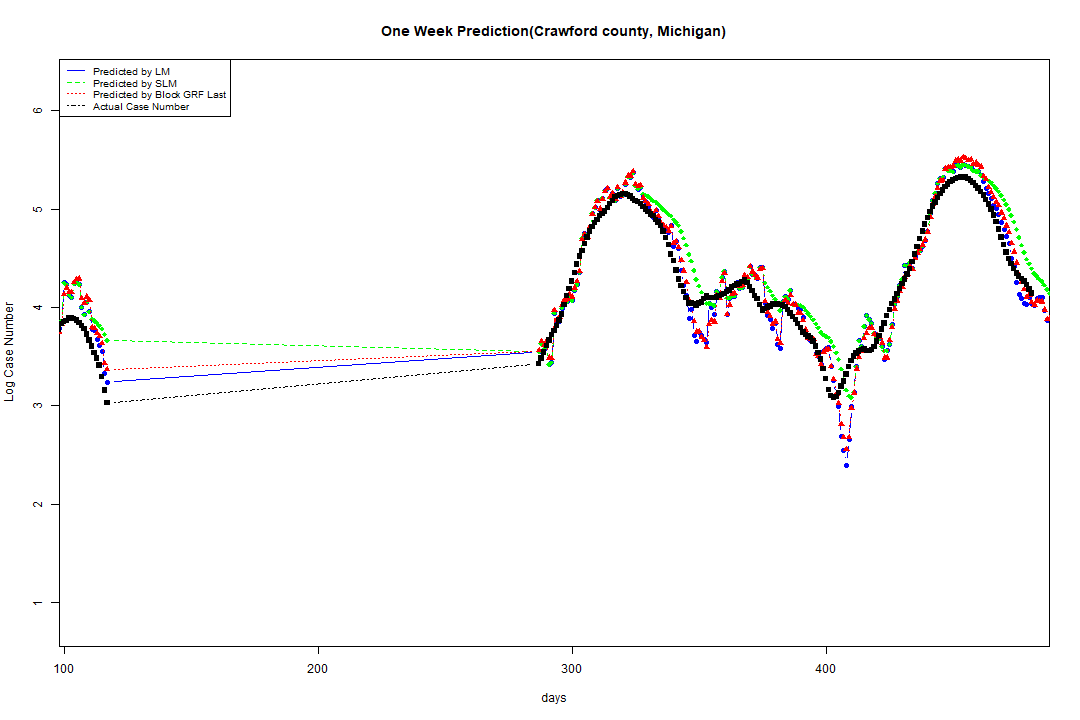 One Week Prediction(Crawford county, Michigan)
Predicted by LM
Predicted by SLM
Predicted by Block GRF Last
Actual Case Number
6
5
4
3
2
1
Log Case Number
100 200 300 400
days